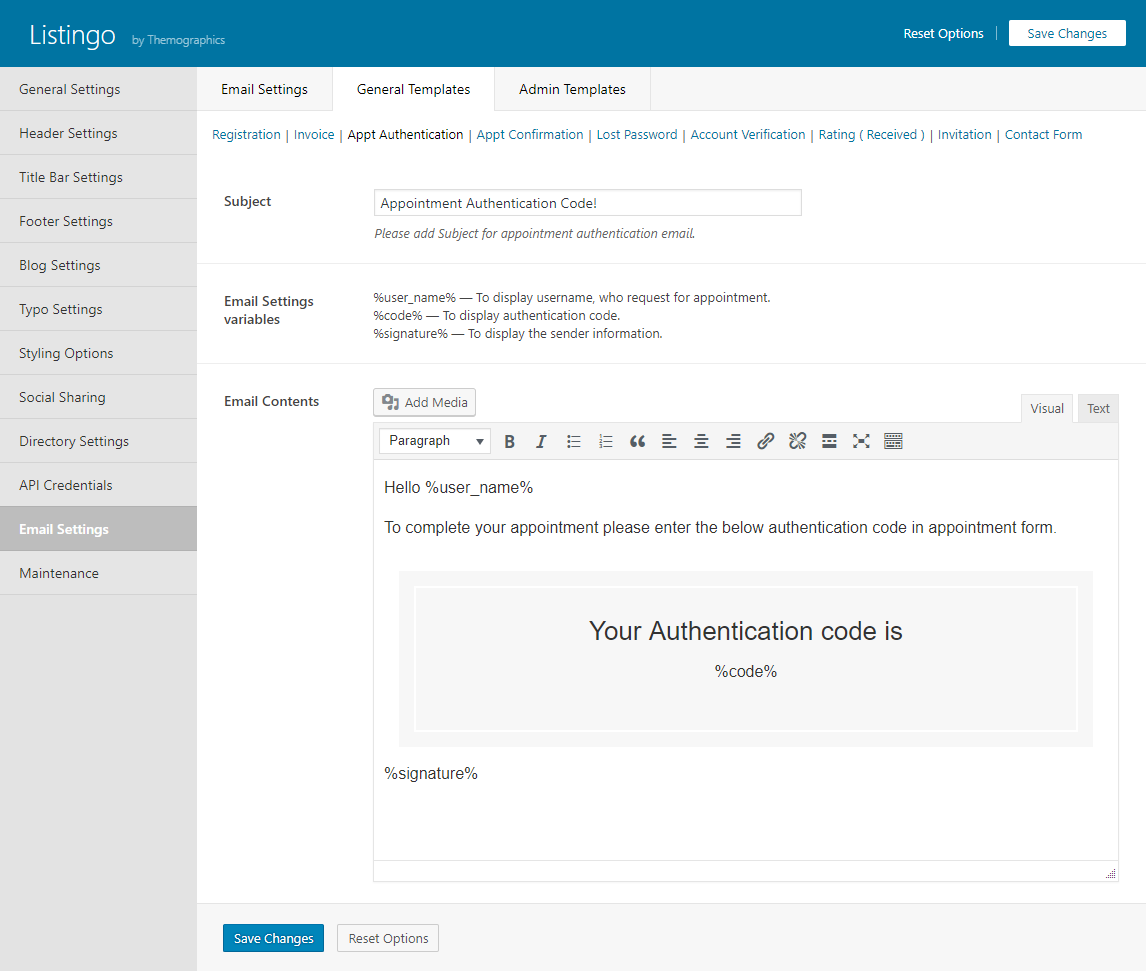 Listingo by Themographics
Reset Options | Save Changes
General Settings
Header Settings
Title Bar Settings
Footer Settings
Blog Settings
Typo Settings
Styling Options
Social Sharing
Directory Settings
API Credentials
Email Settings
Maintenance
Email Settings General Templates Admin Templates
Registration | Invoice | Appt Authentication | Appt Confirmation | Lost Password | Account Verification | Rating ( Received ) | Invitation | Contact Form
Subject
Appointment Authentication Code!
Please add Subject for appointment authentication email.
Email Settings
variables
%user_name% — To display username, who request for appointment.
%code% — To display authentication code.
%signature% — To display the sender information.
Email Contents
Add Media
Visual Text
Paragraph
Hello %user_name%
To complete your appointment please enter the below authentication code in appointment form.
Your Authentication code is
%code%
%signature%
Save Changes Reset Options